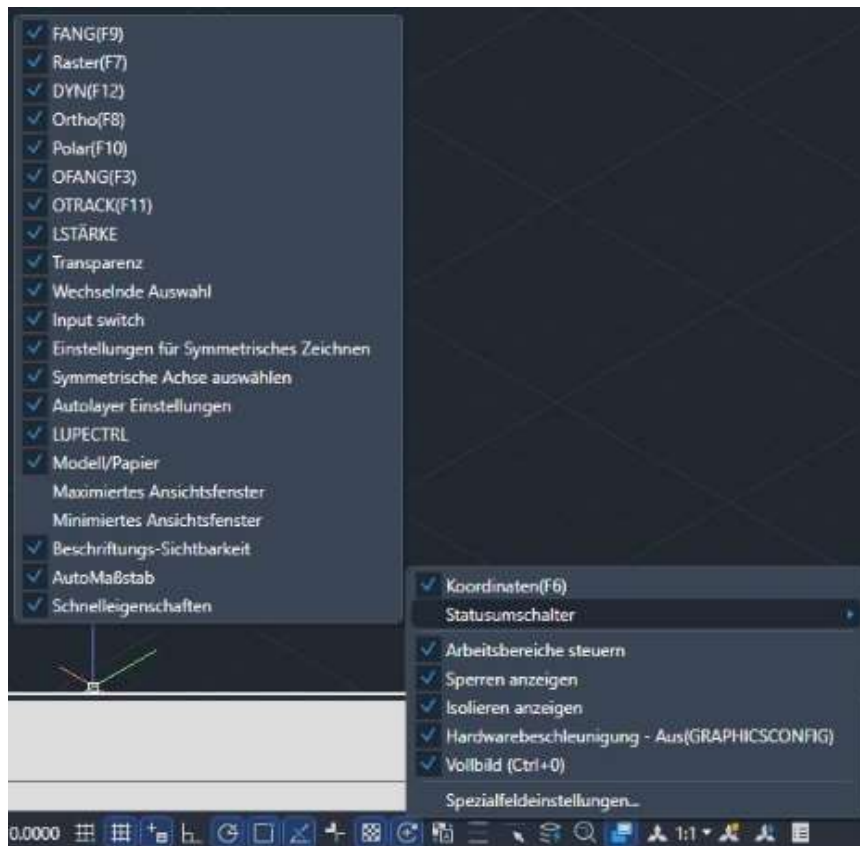 FANG(F9)
Raster(F7)
DYN(F12)
Ortho(F8)
Polar(F10)
OFANG(F3)
OTRACK(F11)
LSTÄRKE
Transparenz
Wechselnde Auswahl
Input switch
Einstellungen für Symmetrisches Zeichnen
Symmetrische Achse auswählen
Autolayer Einstellungen
LUPECTRL
Modell/Papier
Maximiertes Ansichtsfenster
Minimiertes Ansichtsfenster
Beschriftungs-Sichtbarkeit
AutoMaßstab
Schnelleigenschaften
Koordinaten(F6)
Statusumschalter
Arbeitsbereiche steuern
Sperren anzeigen
Isolieren anzeigen
Hardwarebeschleunigung - Aus(GRAPHICSCONFIG)
Vollbild (Ctrl+0)
Spezialfeldeinstellungen...
0.0000 1:1